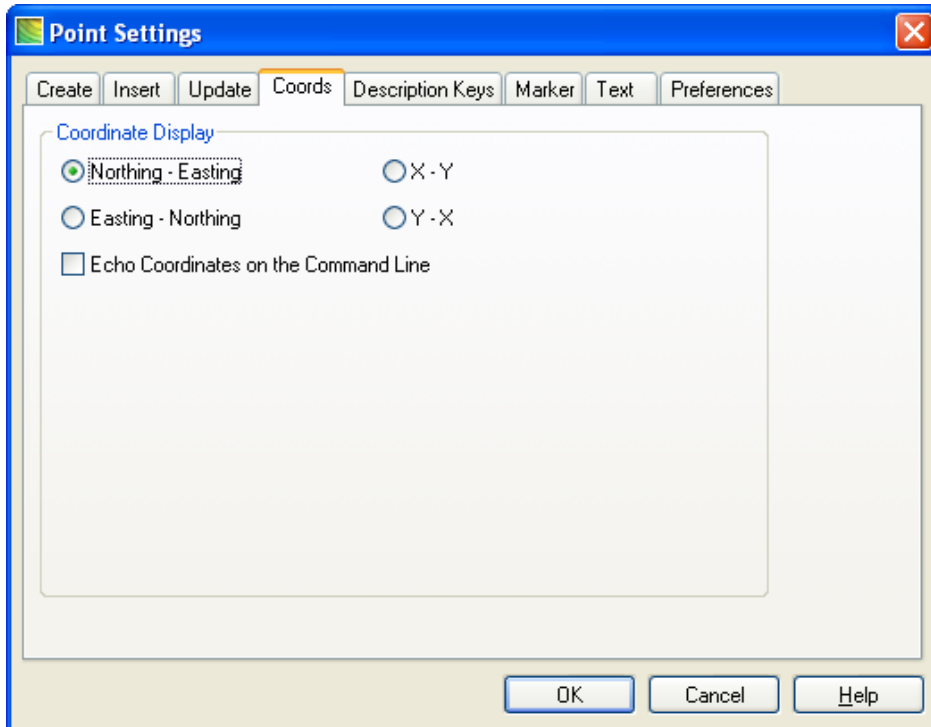 Point Settings
Create Insert Update Coords Description Keys Marker Text Preferences
Coordinate Display
Northing - Easting X - Y
Easting - Northing Y - X
Echo Coordinates on the Command Line
OK Cancel Help